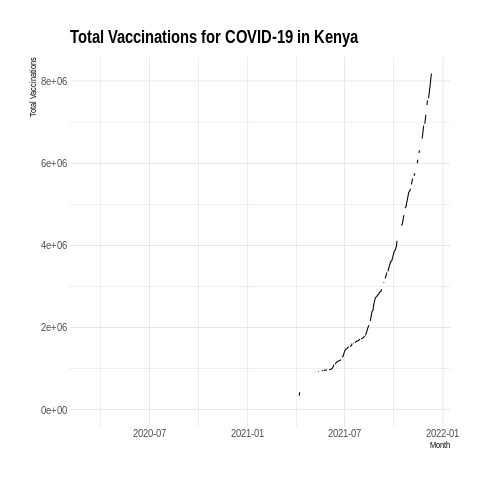 Total Vaccinations for COVID-19 in Kenya
Total Vaccinations
8e+06
6e+06
4e+06
2e+06
0e+00
2020-07 2021-01 2021-07 2022-01
Month